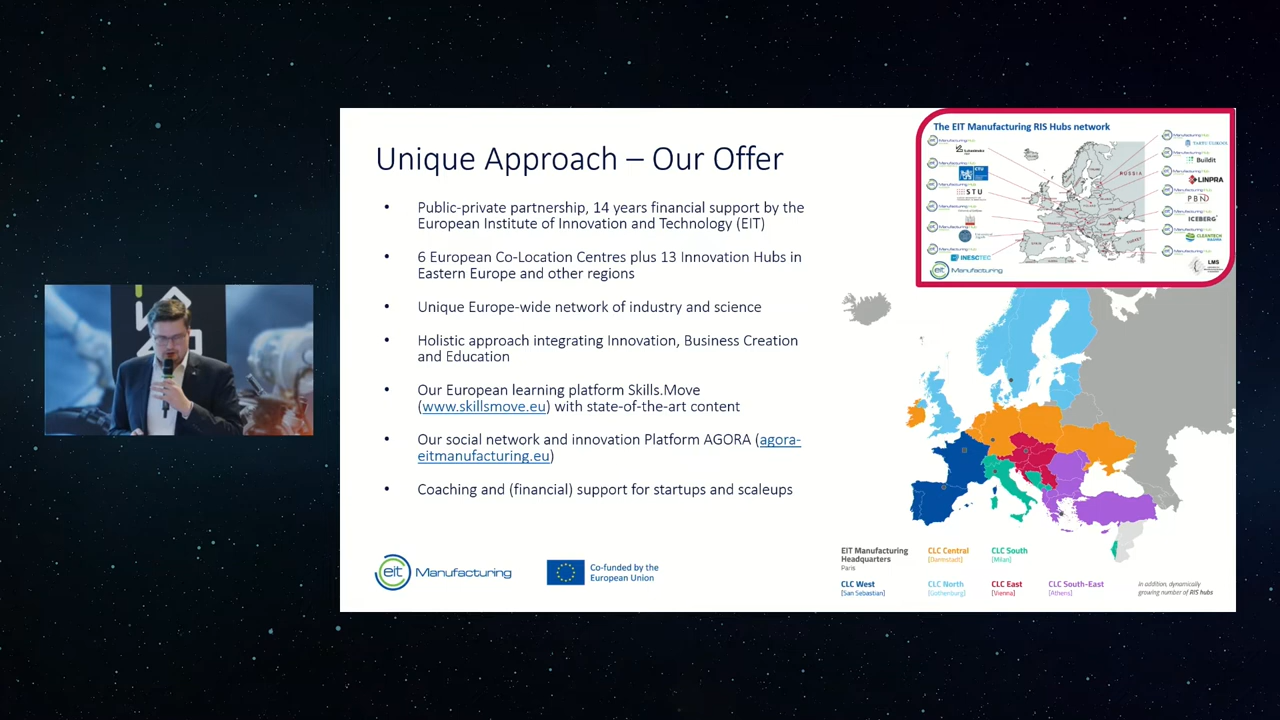 Unique Approach – Our Offer
• Public-private partnership, 14 years financial support by the
European Institute of Innovation and Technology (EIT)
• 6 European Co-Location Centres plus 13 Innovation Hubs in
Eastern Europe and other regions
• Unique Europe-wide network of industry and science
• Holistic approach integrating Innovation, Business Creation
and Education
• Our European learning platform Skills.Move
(www.skillsmove.eu) with state-of-the-art content
• Our social network and innovation Platform AGORA (agora-
eitmanufacturing.eu)
• Coaching and (financial) support for startups and scaleups
eit Manufacturing
Co-funded by the
European Union
The EIT Manufacturing RIS Hubs network
CTU
STU
INESCTEC
eit Manufacturing
RUSSIA
TURKEY
SPAIN
TARTU
Buildit
LINPRA
PBN
ICEBERG
CLEANTECH
LMS
EIT Manufacturing
Headquarters
Paris
CLC Central
[Darmstadt]
CLC South
[Milan]
CLC West
[San Sebastian]
CLC North
[Gothenburg]
CLC East
[Vienna]
CLC South-East
[Athens]
in addition, dynamically
growing number of RIS hubs